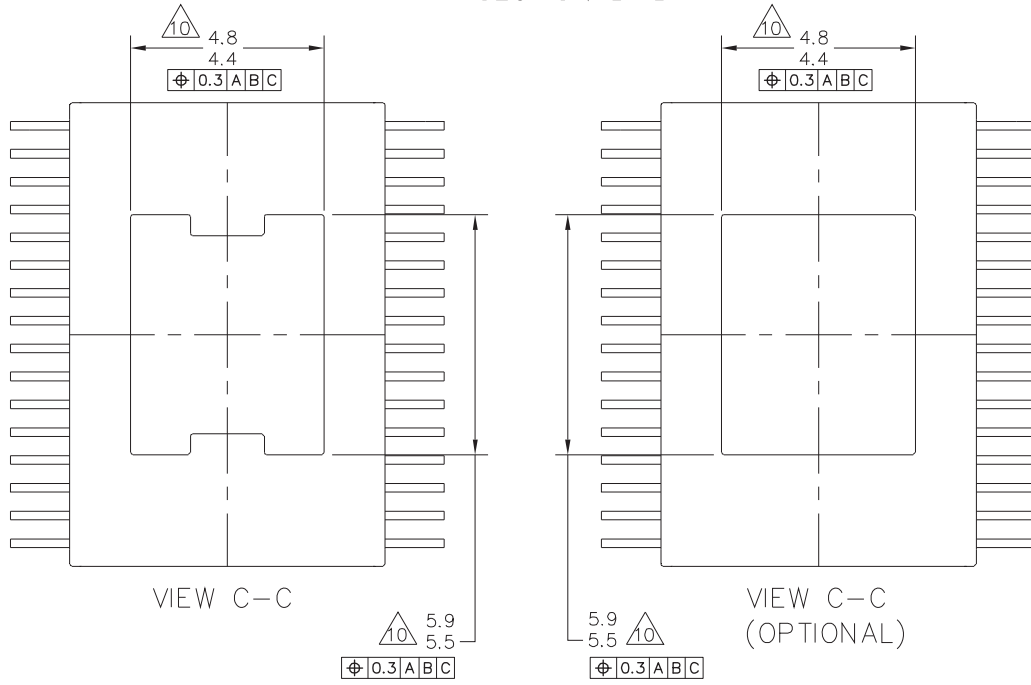 10 4.8
4.4
⌖ 0.3 A B C
10 4.8
4.4
⌖ 0.3 A B C
VIEW C-C
10 5.9
5.5
⌖ 0.3 A B C
5.9
5.5 10
⌖ 0.3 A B C
VIEW C-C
(OPTIONAL)